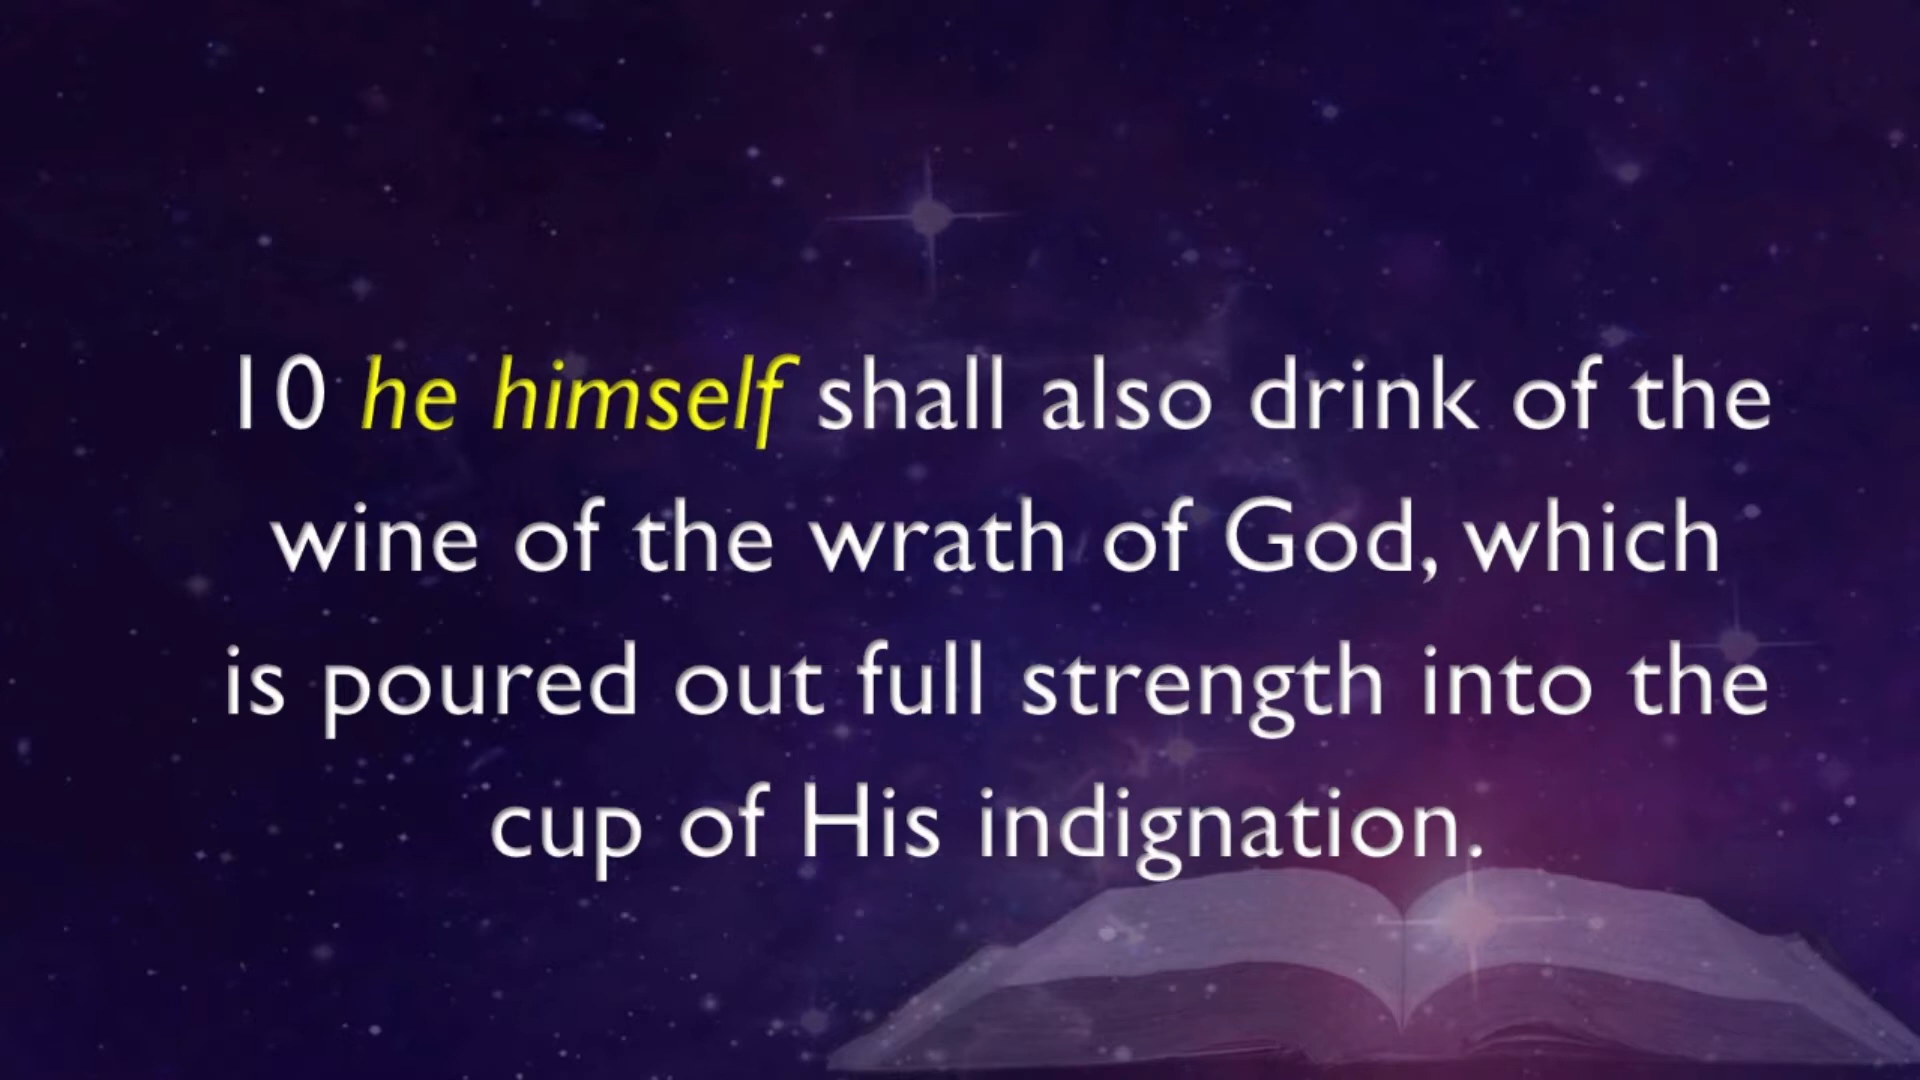 10 he himself shall also drink of the
wine of the wrath of God, which
is poured out full strength into the
cup of His indignation.